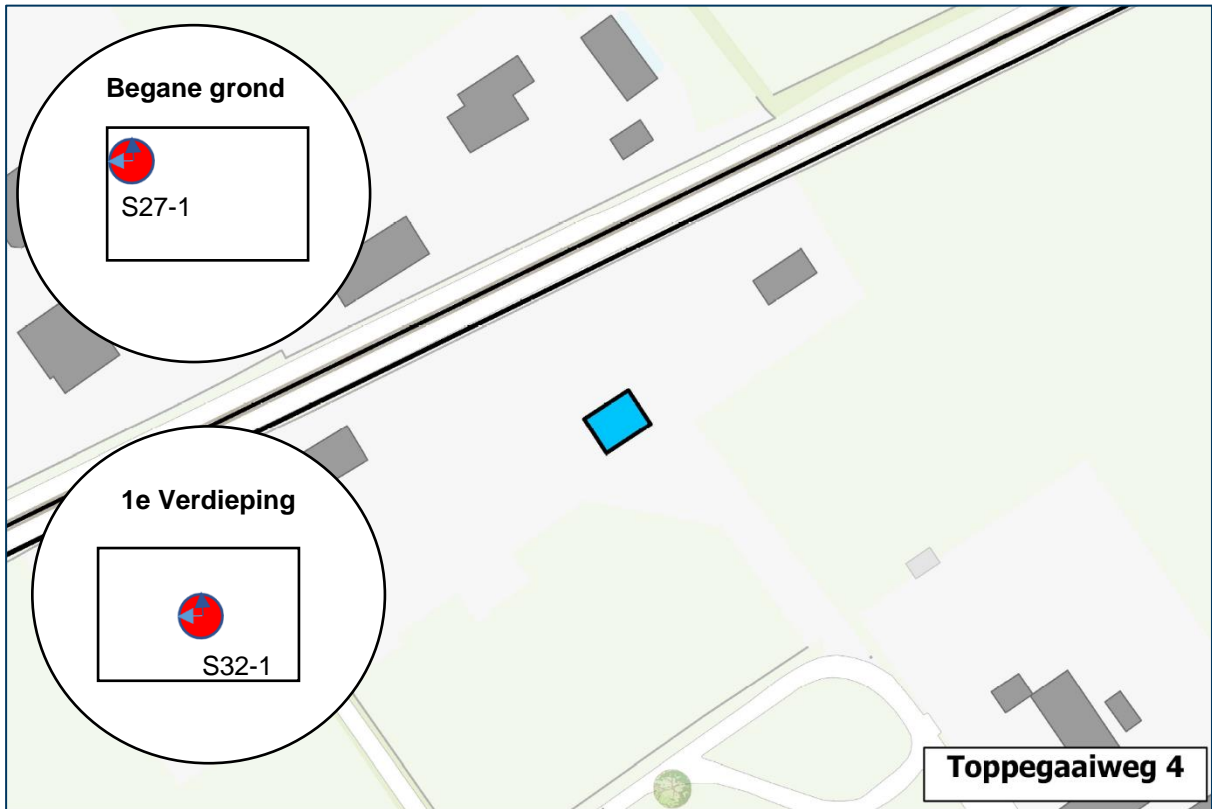 Begane grond
S27-1
1e Verdieping
S32-1
Toppegaaiweg 4